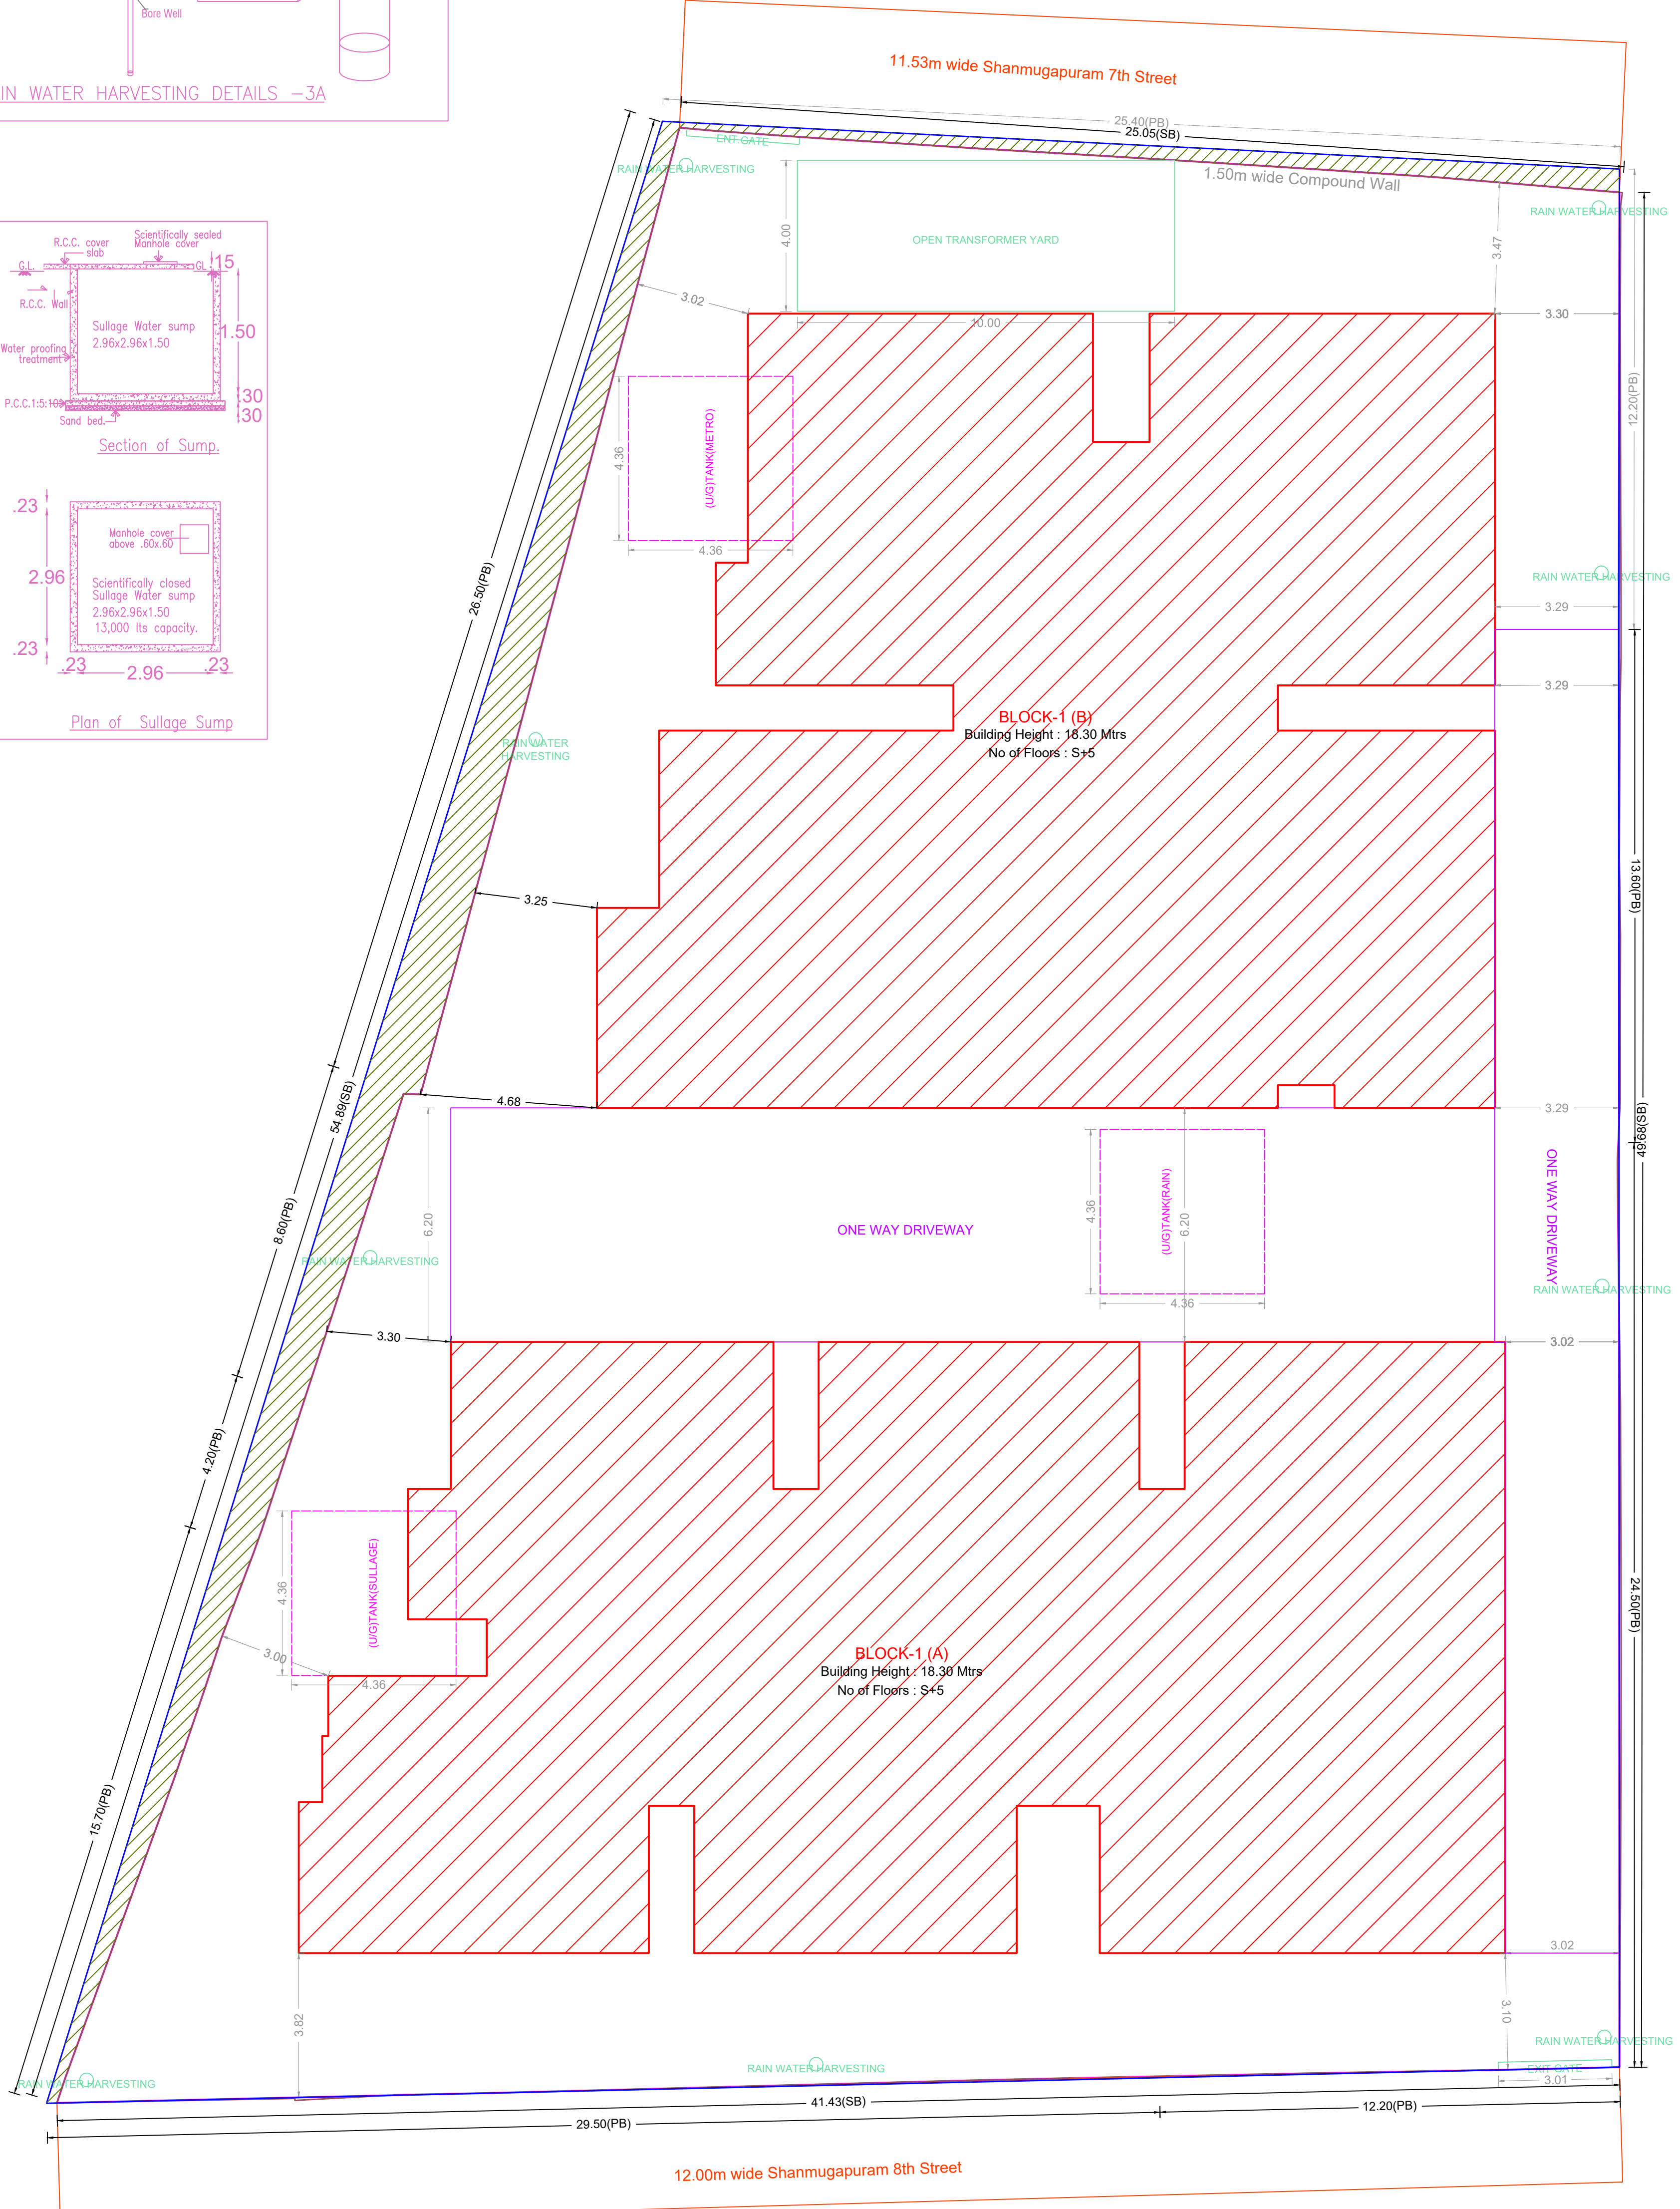 Bore Well
IN WATER HARVESTING DETAILS -3A
11.53m wide Shanmugapuram 7th Street
25.40(PB)
25.05(SB)
ENT.GATE
RAIN WATER HARVESTING
1.50m wide Compound Wall
RAIN WATER HARVESTING
OPEN TRANSFORMER YARD
4.00
10.00
3.47
3.02
3.30
12.20(PB)
R.C.C. cover
slab
Scientifically sealed
Manhole cover
G.L.
GL
15
R.C.C. Wall
Sullage Water sump
2.96x2.96x1.50
1.50
Water proofing
treatment
P.C.C.1:5:10
.30
.30
Sand bed.
Section of Sump.
.23
Manhole cover
above .60x.60
2.96
Scientifically closed
Sullage Water sump
2.96x2.96x1.50
13,000 lts capacity.
.23
.23
2.96
.23
Plan of Sullage Sump
4.36
(U/G)TANK(METRO)
4.36
26.50(PB)
RAIN WATER HARVESTING
3.29
3.29
BLOCK-1 (B)
Building Height : 18.30 Mtrs
No of Floors : S+5
RAIN WATER
HARVESTING
13.60(PB)
3.25
54.89(SB)
4.68
3.29
49.68(SB)
8.60(PB)
6.20
ONE WAY DRIVEWAY
4.36
(U/G)TANK(RAIN)
6.20
4.36
ONE WAY DRIVEWAY
RAIN WATER HARVESTING
RAIN WATER HARVESTING
3.30
3.02
4.20(PB)
4.36
(U/G)TANK(SULLAGE)
4.36
3.00
24.50(PB)
BLOCK-1 (A)
Building Height : 18.30 Mtrs
No of Floors : S+5
15.70(PB)
3.02
3.82
3.10
RAIN WATER HARVESTING
RAIN WATER HARVESTING
RAIN WATER HARVESTING
EXIT GATE
3.01
41.43(SB)
29.50(PB)
12.20(PB)
12.00m wide Shanmugapuram 8th Street